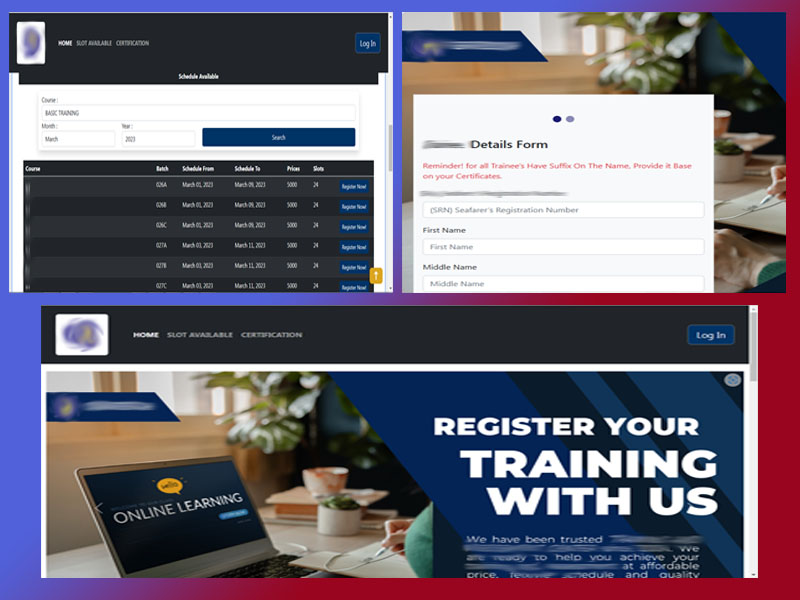 HOME SLOT AVAILABLE CERTIFICATION
Log In
Schedule Available
Course :
BASIC TRAINING
Month : Year :
March 2023 Search
Course Batch Schedule From Schedule To Prices Slots
026A March 01, 2023 March 09, 2023 5000 24 Register Now!
026B March 01, 2023 March 09, 2023 5000 24 Register Now!
026C March 01, 2023 March 09, 2023 5000 24 Register Now!
027A March 03, 2023 March 11, 2023 5000 24 Register Now!
027B March 03, 2023 March 11, 2023 5000 24 Register Now!
027C March 03, 2023 March 11, 2023 5000 24 Register Now!
Details Form
Reminder! for all Trainee's Have Suffix On The Name, Provide it Base
on your Certificates.
(SRN) Seafarer's Registration Number
First Name
First Name
Middle Name
Middle Name
HOME SLOT AVAILABLE CERTIFICATION
Log In
hello
ONLINE LEARNING
REGISTER YOUR
TRAINING
WITH US
We have been trusted
We
are ready to help you achieve your
at affordable
price, schedule and quality